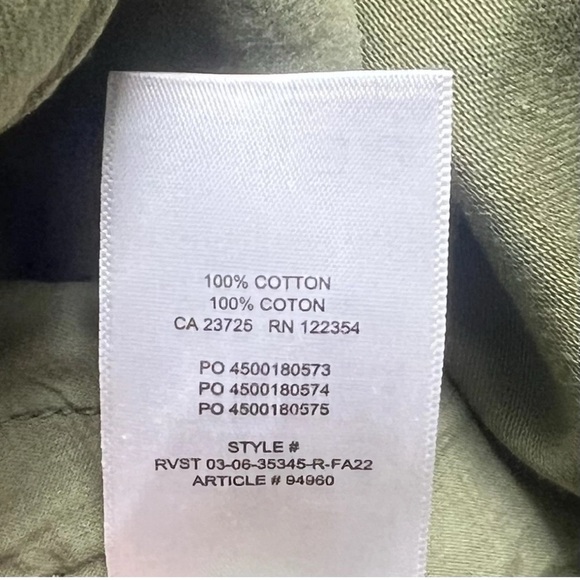 100% COTTON
100% COTON
CA 23725 RN 122354
PO 4500180573
PO 4500180574
PO 4500180575
STYLE #
RVST 03-06-35345-R-FA22
ARTICLE # 94960